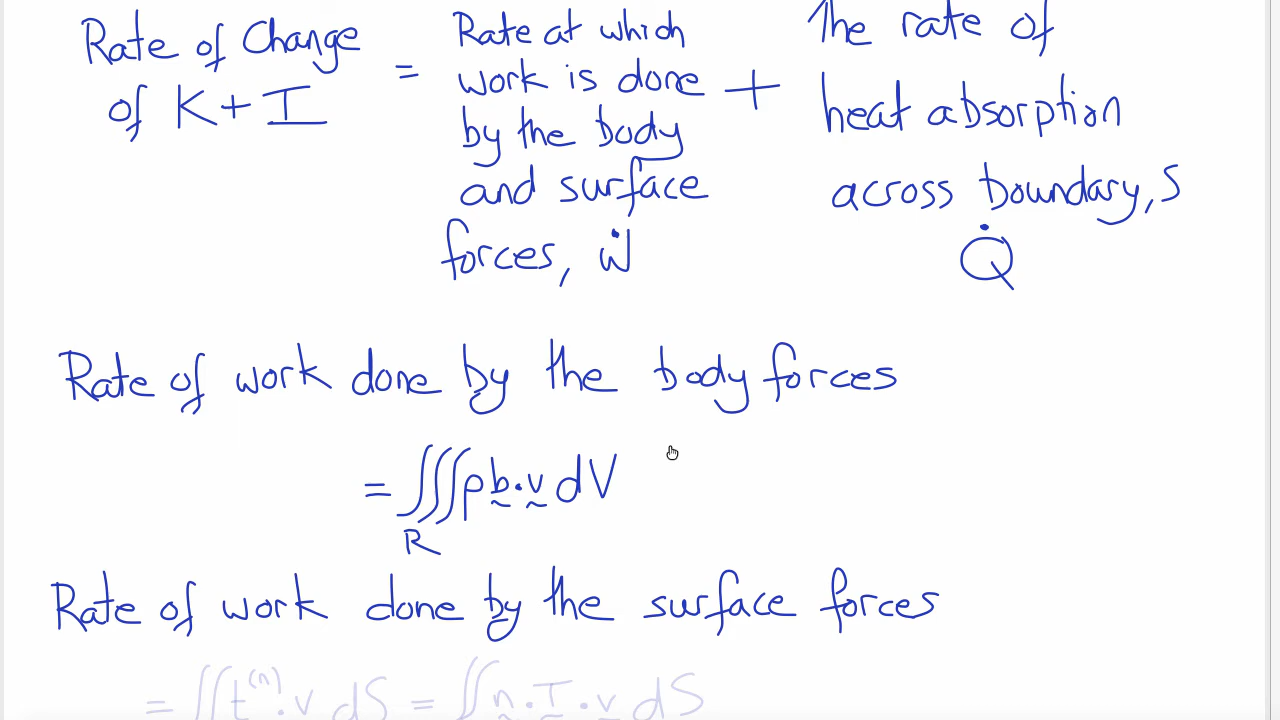 Rate of Change
of K + I
=
Rate at which
work is done
by the body
and surface
forces, Ẇ
+
The rate of
heat absorption
across boundary, S
Q̇
Rate of work done by the body forces
= ∭ ρ b̰ · v̰ dV
R
Rate of work done by the surface forces
= ∬ t⁽ⁿ⁾ · v dS = ∬ n̰ · T̰ · v̰ dS